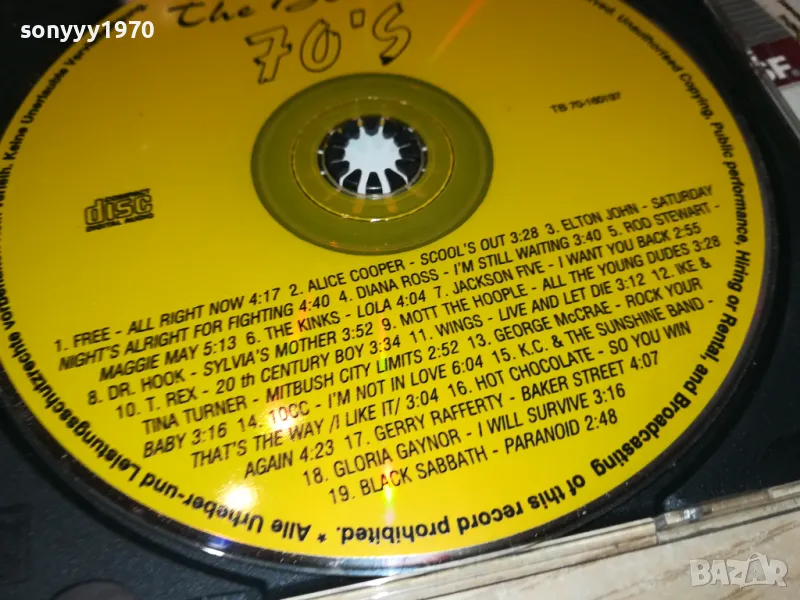 sonyyy1970
The
70's
TB 70-160197
COMPACT
disc
DIGITAL AUDIO
1. FREE - ALL RIGHT NOW 4:17 2. ALICE COOPER - SCOOL'S OUT 3:28 3. ELTON JOHN - SATURDAY
NIGHT'S ALRIGHT FOR FIGHTING 4:40 4. DIANA ROSS - I'M STILL WAITING 3:40 5. ROD STEWART -
MAGGIE MAY 5:13 6. THE KINKS - LOLA 4:04 7. JACKSON FIVE - I WANT YOU BACK 2:55
8. DR. HOOK - SYLVIA'S MOTHER 3:52 9. MOTT THE HOOPLE - ALL THE YOUNG DUDES 3:28
10. T. REX - 20 th CENTURY BOY 3:34 11. WINGS - LIVE AND LET DIE 3:12 12. IKE &
TINA TURNER - MITBUSH CITY LIMITS 2:52 13. GEORGE McCRAE - ROCK YOUR
BABY 3:16 14. 10CC - I'M NOT IN LOVE 6:04 15. K.C. & THE SUNSHINE BAND -
THAT'S THE WAY /I LIKE IT/ 3:04 16. HOT CHOCOLATE - SO YOU WIN
AGAIN 4:23 17. GERRY RAFFERTY - BAKER STREET 4:07
18. GLORIA GAYNOR - I WILL SURVIVE 3:16
19. BLACK SABBATH - PARANOID 2:48
Unauthorised Copying, Public performance, Hiring or Rental, and Broadcasting of this record prohibited. * Alle Urheber-und Leistungsschutzrechte Keine Unerlaubte
BAZAR